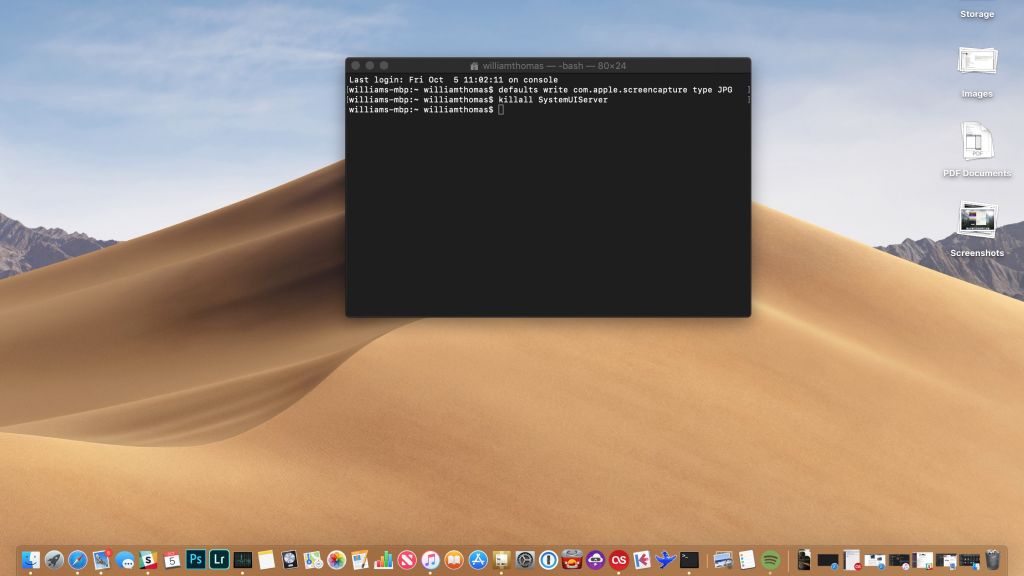 Storage
williamthomas — -bash — 80×24
Last login: Fri Oct  5 11:02:11 on console
[williams-mbp:~ williamthomas$ defaults write com.apple.screencapture type JPG ]
[williams-mbp:~ williamthomas$ killall SystemUIServer ]
williams-mbp:~ williamthomas$
Images
PDF
PDF Documents
Screenshots
5
Ps
Lr